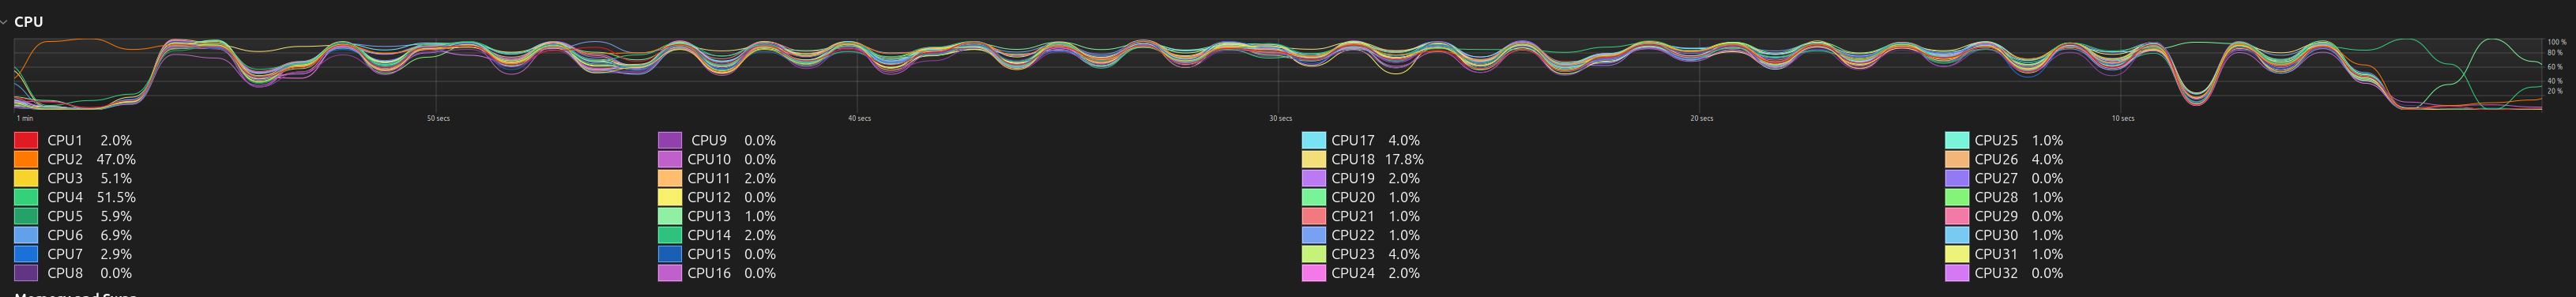 CPU
100 %
80 %
60 %
40 %
20 %
1 min 50 secs 40 secs 30 secs 20 secs 10 secs
CPU1 2.0% CPU9 0.0% CPU17 4.0% CPU25 1.0%
CPU2 47.0% CPU10 0.0% CPU18 17.8% CPU26 4.0%
CPU3 5.1% CPU11 2.0% CPU19 2.0% CPU27 0.0%
CPU4 51.5% CPU12 0.0% CPU20 1.0% CPU28 1.0%
CPU5 5.9% CPU13 1.0% CPU21 1.0% CPU29 0.0%
CPU6 6.9% CPU14 2.0% CPU22 1.0% CPU30 1.0%
CPU7 2.9% CPU15 0.0% CPU23 4.0% CPU31 1.0%
CPU8 0.0% CPU16 0.0% CPU24 2.0% CPU32 0.0%
Memory and Swap